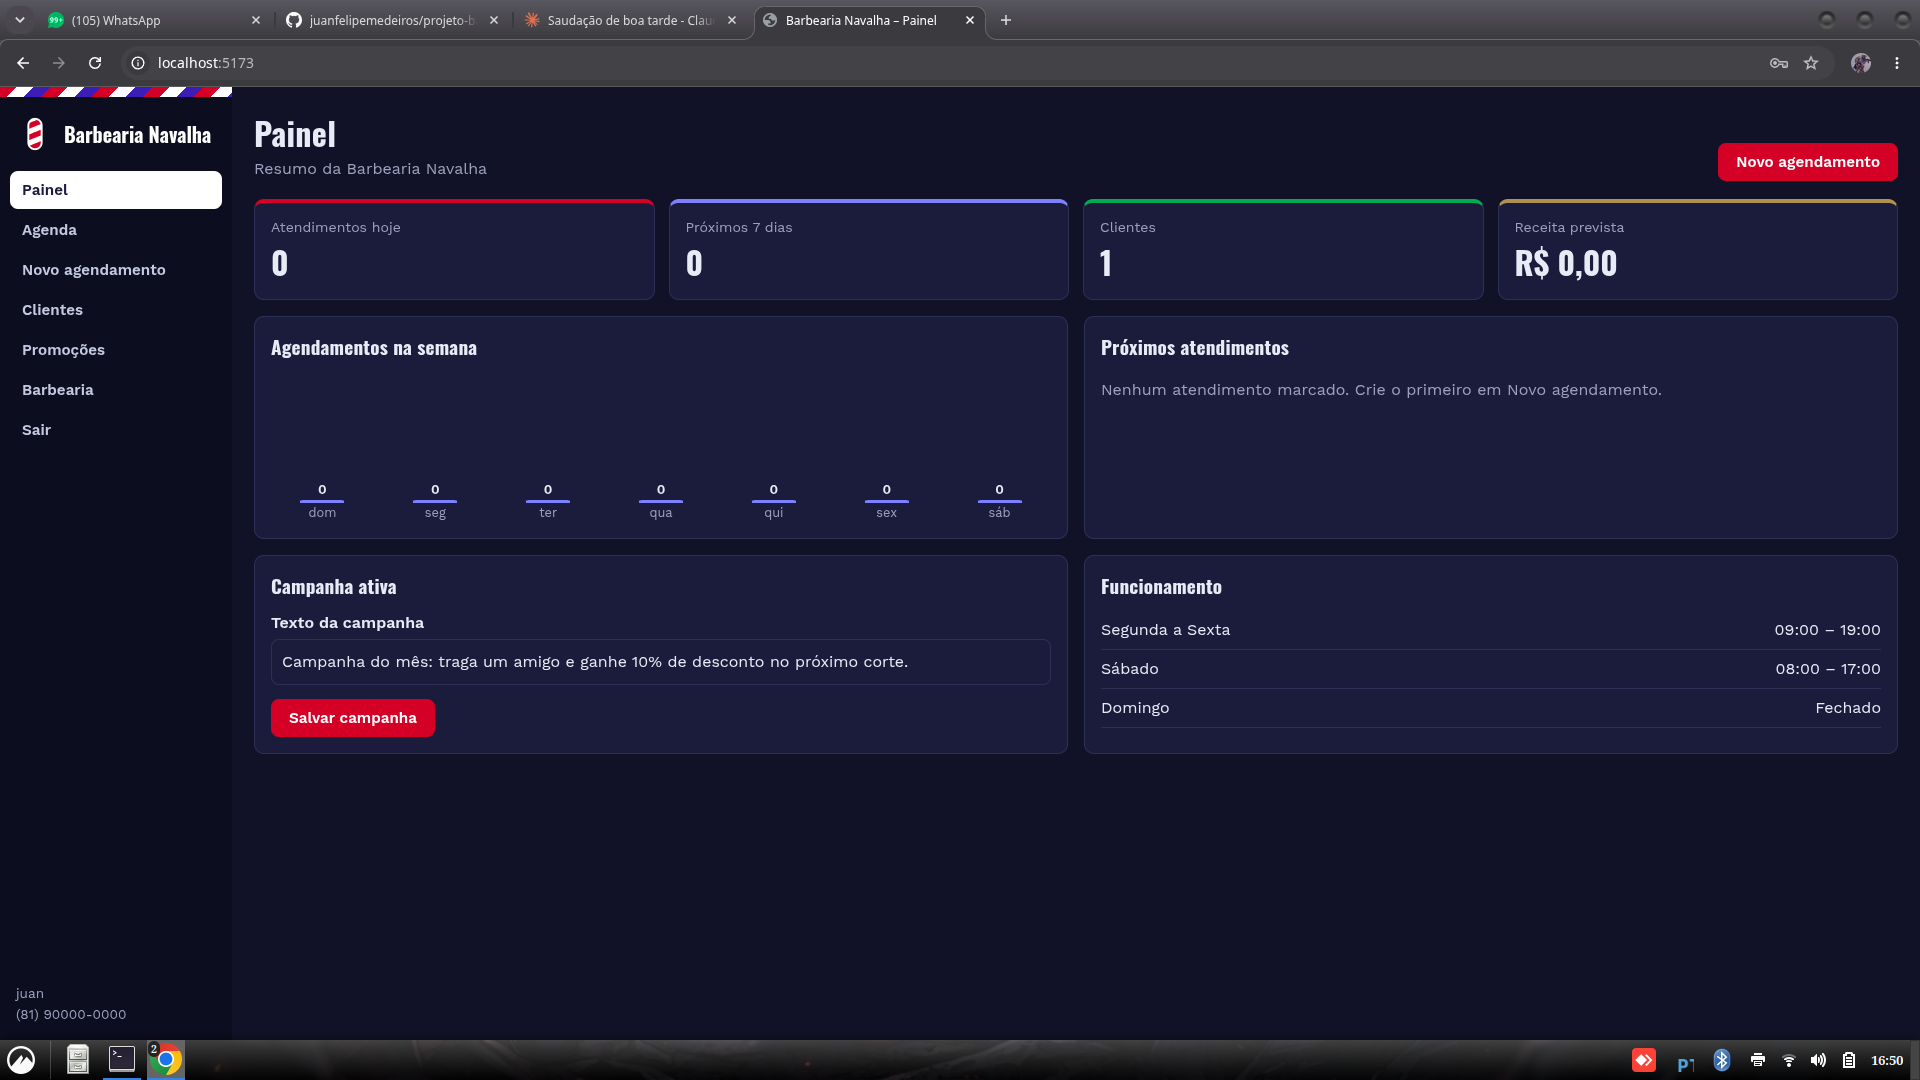 (105) WhatsApp
juanfelipemedeiros/projeto-b
Saudação de boa tarde - Clau
Barbearia Navalha – Painel
localhost:5173
Barbearia Navalha
Painel
Agenda
Novo agendamento
Clientes
Promoções
Barbearia
Sair
juan
(81) 90000-0000
Painel
Resumo da Barbearia Navalha
Novo agendamento
Atendimentos hoje
0
Próximos 7 dias
0
Clientes
1
Receita prevista
R$ 0,00
Agendamentos na semana
0 0 0 0 0 0 0
dom seg ter qua qui sex sáb
Próximos atendimentos
Nenhum atendimento marcado. Crie o primeiro em Novo agendamento.
Campanha ativa
Texto da campanha
Campanha do mês: traga um amigo e ganhe 10% de desconto no próximo corte.
Salvar campanha
Funcionamento
Segunda a Sexta 09:00 – 19:00
Sábado 08:00 – 17:00
Domingo Fechado
2
16:50